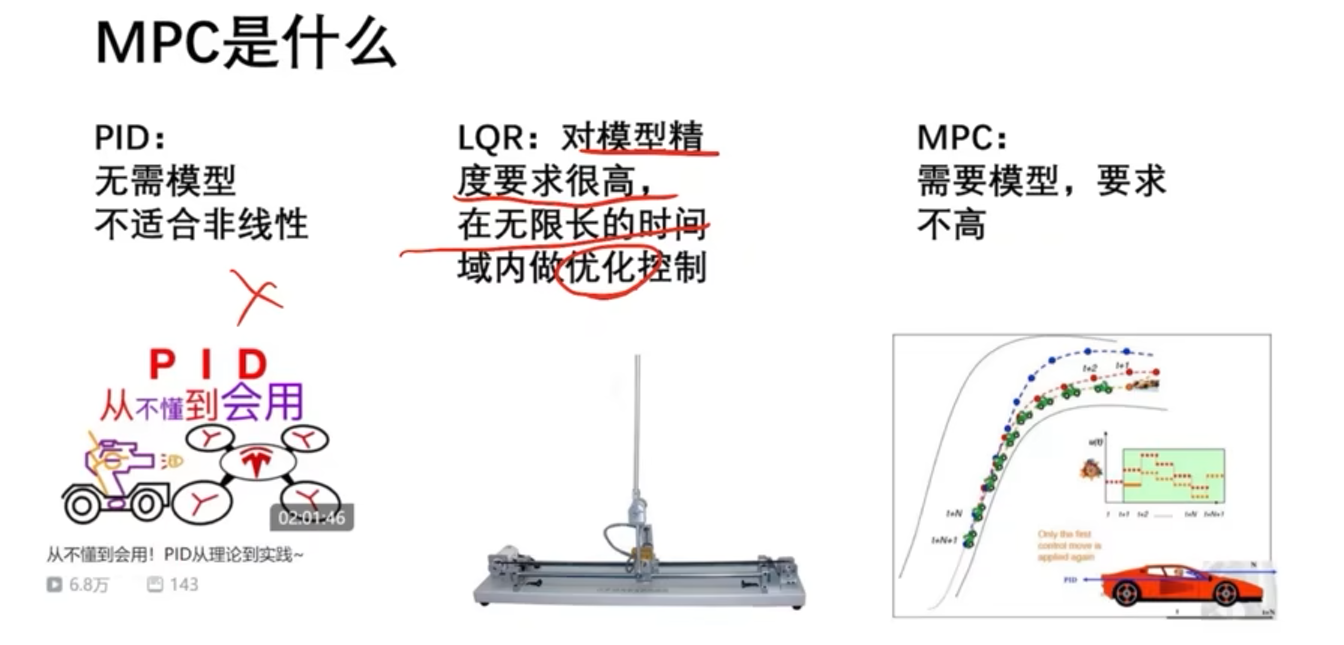 MPC是什么
PID：
无需模型
不适合非线性
LQR：对模型精
度要求很高，
在无限长的时间
域内做优化控制
MPC：
需要模型，要求
不高
P I D
从不懂到会用
02:01:46
从不懂到会用！PID从理论到实践~
6.8万 143
t+2 t+1
t+N
t+N+1
u(t)
t t+1 t+2 ........ t+N t+N+1
Only the first
control move is
applied again
PID
N
t t+N